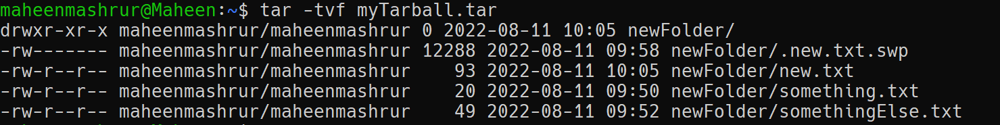 maheenmashrur@Maheen:~$ tar -tvf myTarball.tar
drwxr-xr-x maheenmashrur/maheenmashrur 0 2022-08-11 10:05 newFolder/
-rw------- maheenmashrur/maheenmashrur 12288 2022-08-11 09:58 newFolder/.new.txt.swp
-rw-r--r-- maheenmashrur/maheenmashrur    93 2022-08-11 10:05 newFolder/new.txt
-rw-r--r-- maheenmashrur/maheenmashrur    20 2022-08-11 09:50 newFolder/something.txt
-rw-r--r-- maheenmashrur/maheenmashrur    49 2022-08-11 09:52 newFolder/somethingElse.txt